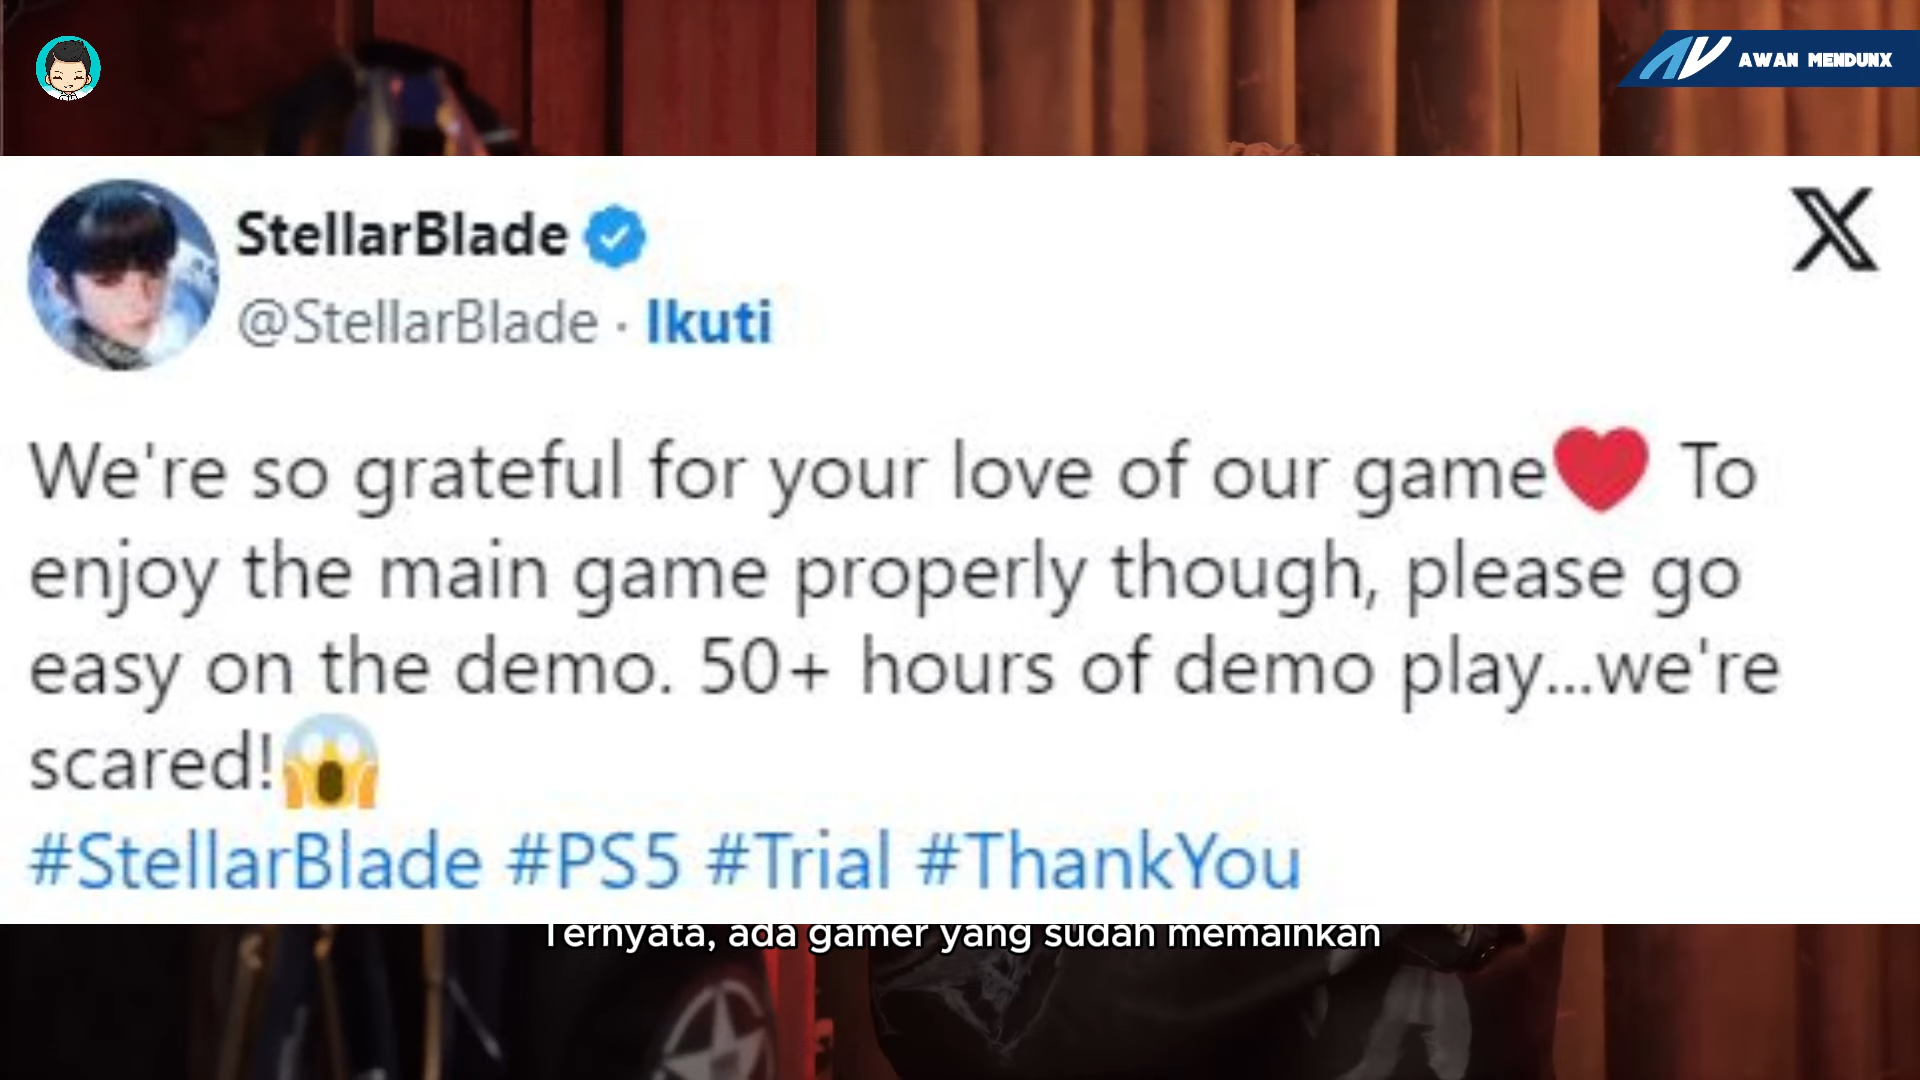 AWAN MENDUNX
StellarBlade
@StellarBlade · Ikuti
We're so grateful for your love of our game❤️ To
enjoy the main game properly though, please go
easy on the demo. 50+ hours of demo play...we're
scared!😱
#StellarBlade #PS5 #Trial #ThankYou
Ternyata, ada gamer yang sudah memainkan